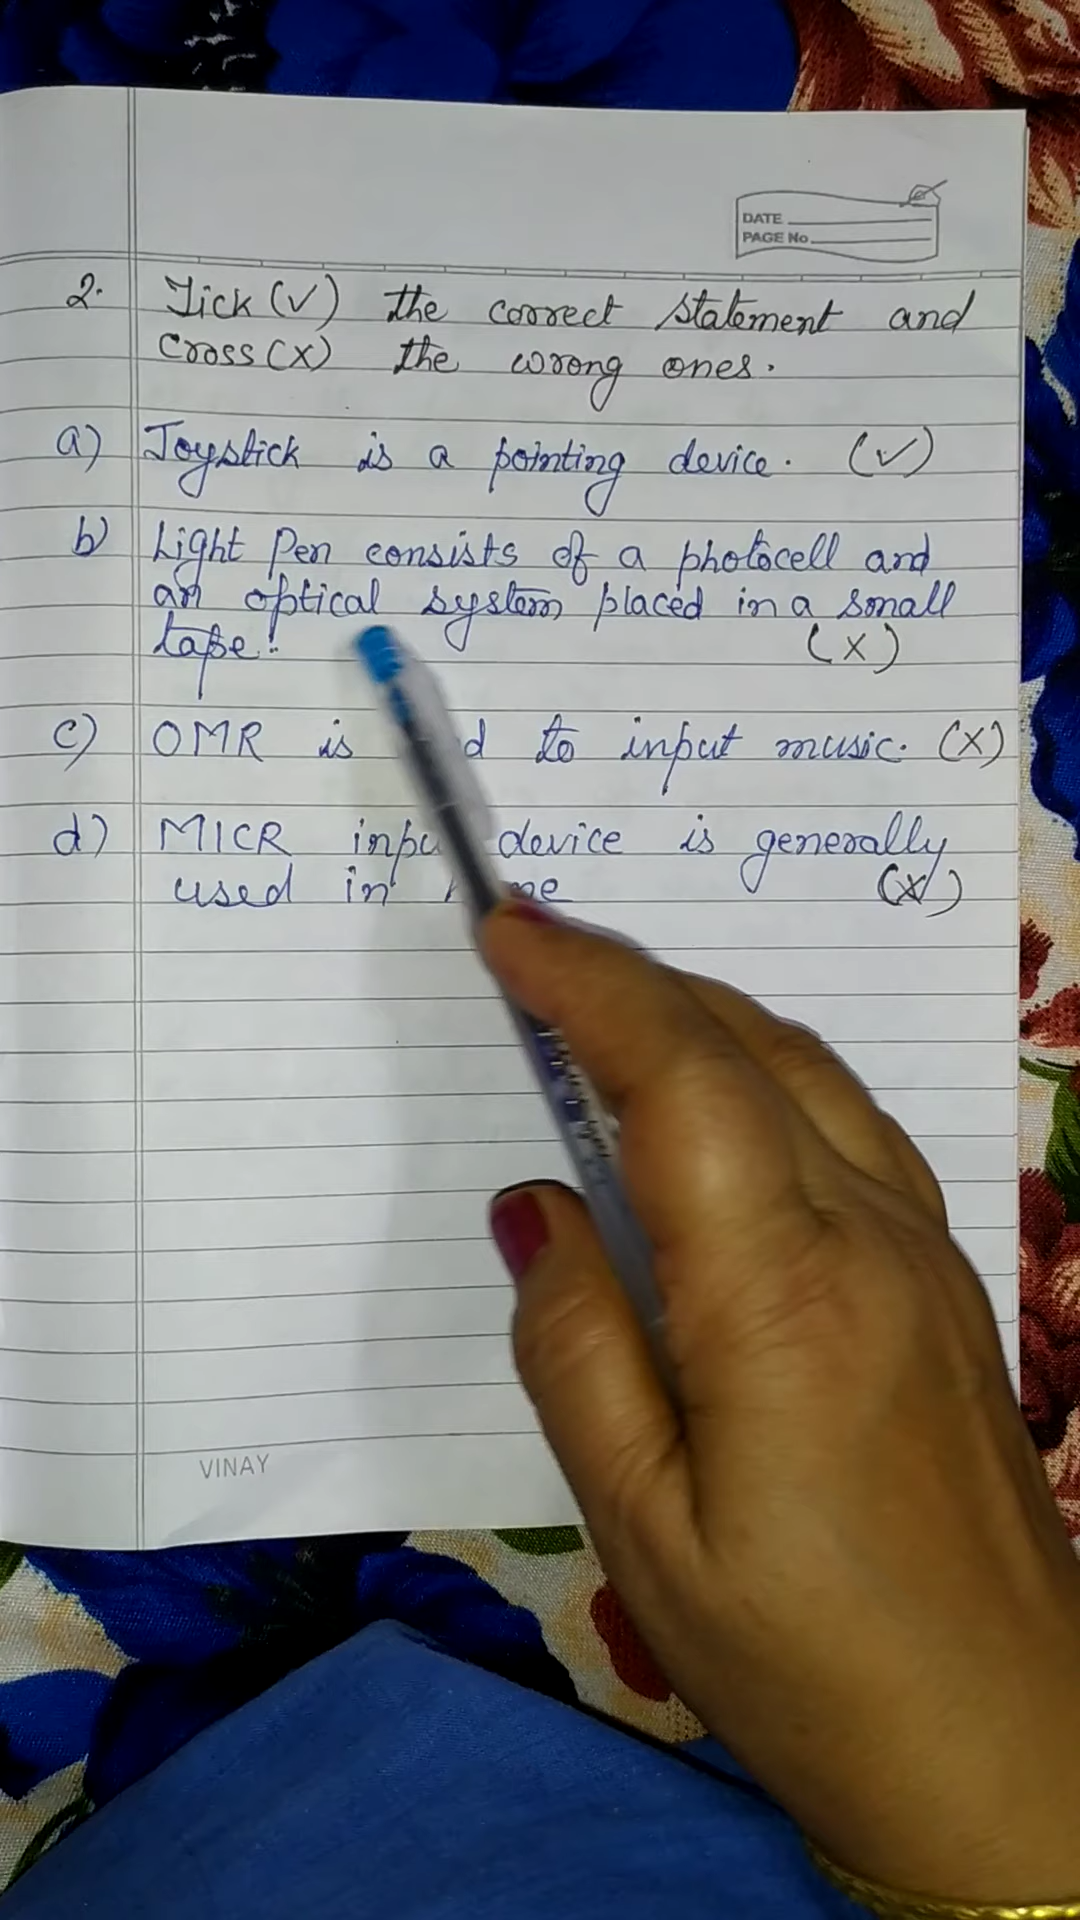 DATE
PAGE No.
2. Tick (✓) the correct statement and
Cross (X) the wrong ones.
a) Joystick is a pointing device. (✓)
b) Light Pen consists of a photocell and
an optical system placed in a small
tape. (X)
c) OMR is to input music. (X)
d) MICR device is generally
used in (X)
VINAY